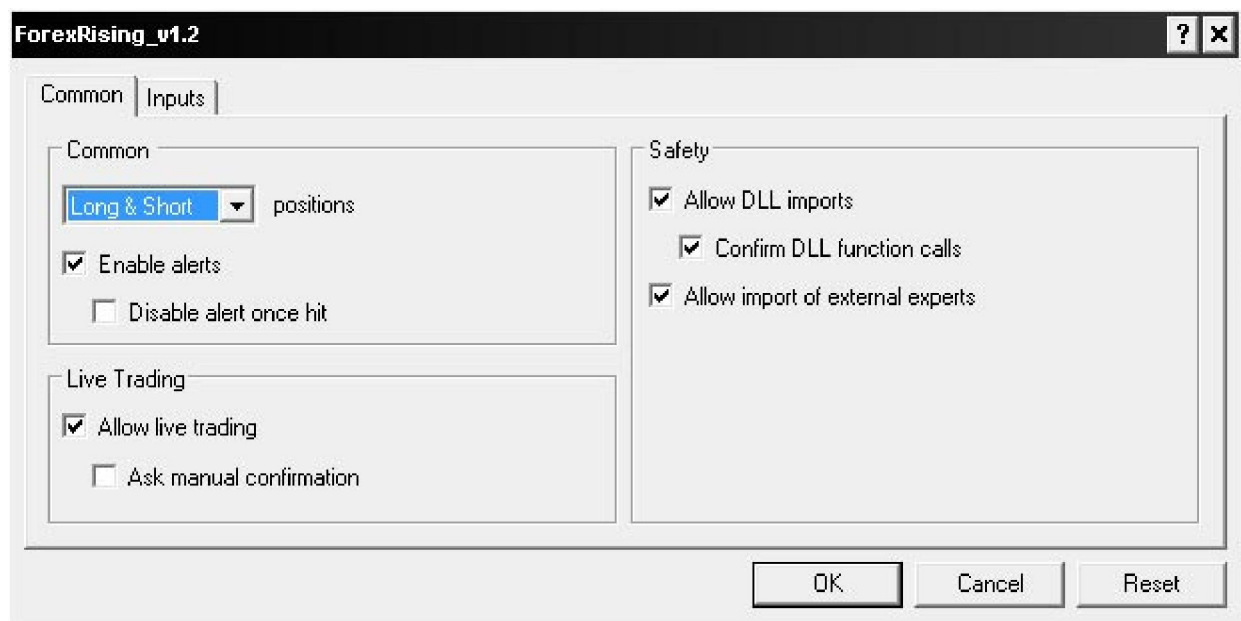 ForexRising_v1.2
? ×
Common Inputs
Common
Long & Short positions
Enable alerts
Disable alert once hit
Live Trading
Allow live trading
Ask manual confirmation
Safety
Allow DLL imports
Confirm DLL function calls
Allow import of external experts
OK Cancel Reset